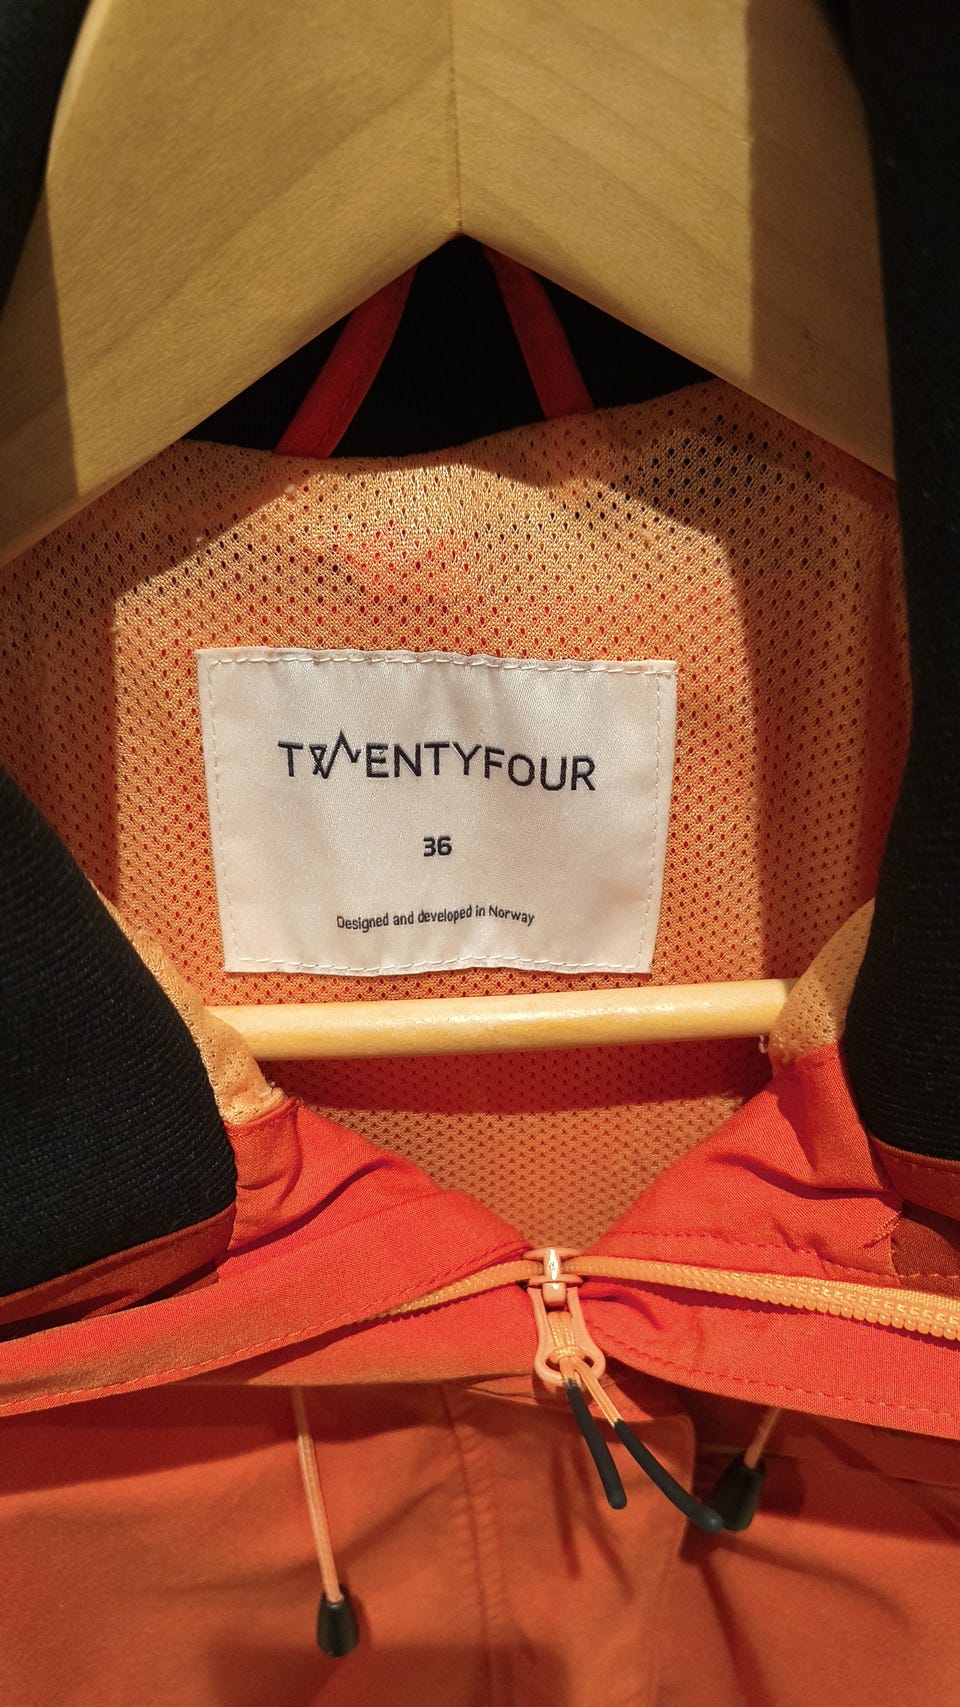 TWENTYFOUR
36
Designed and developed in Norway